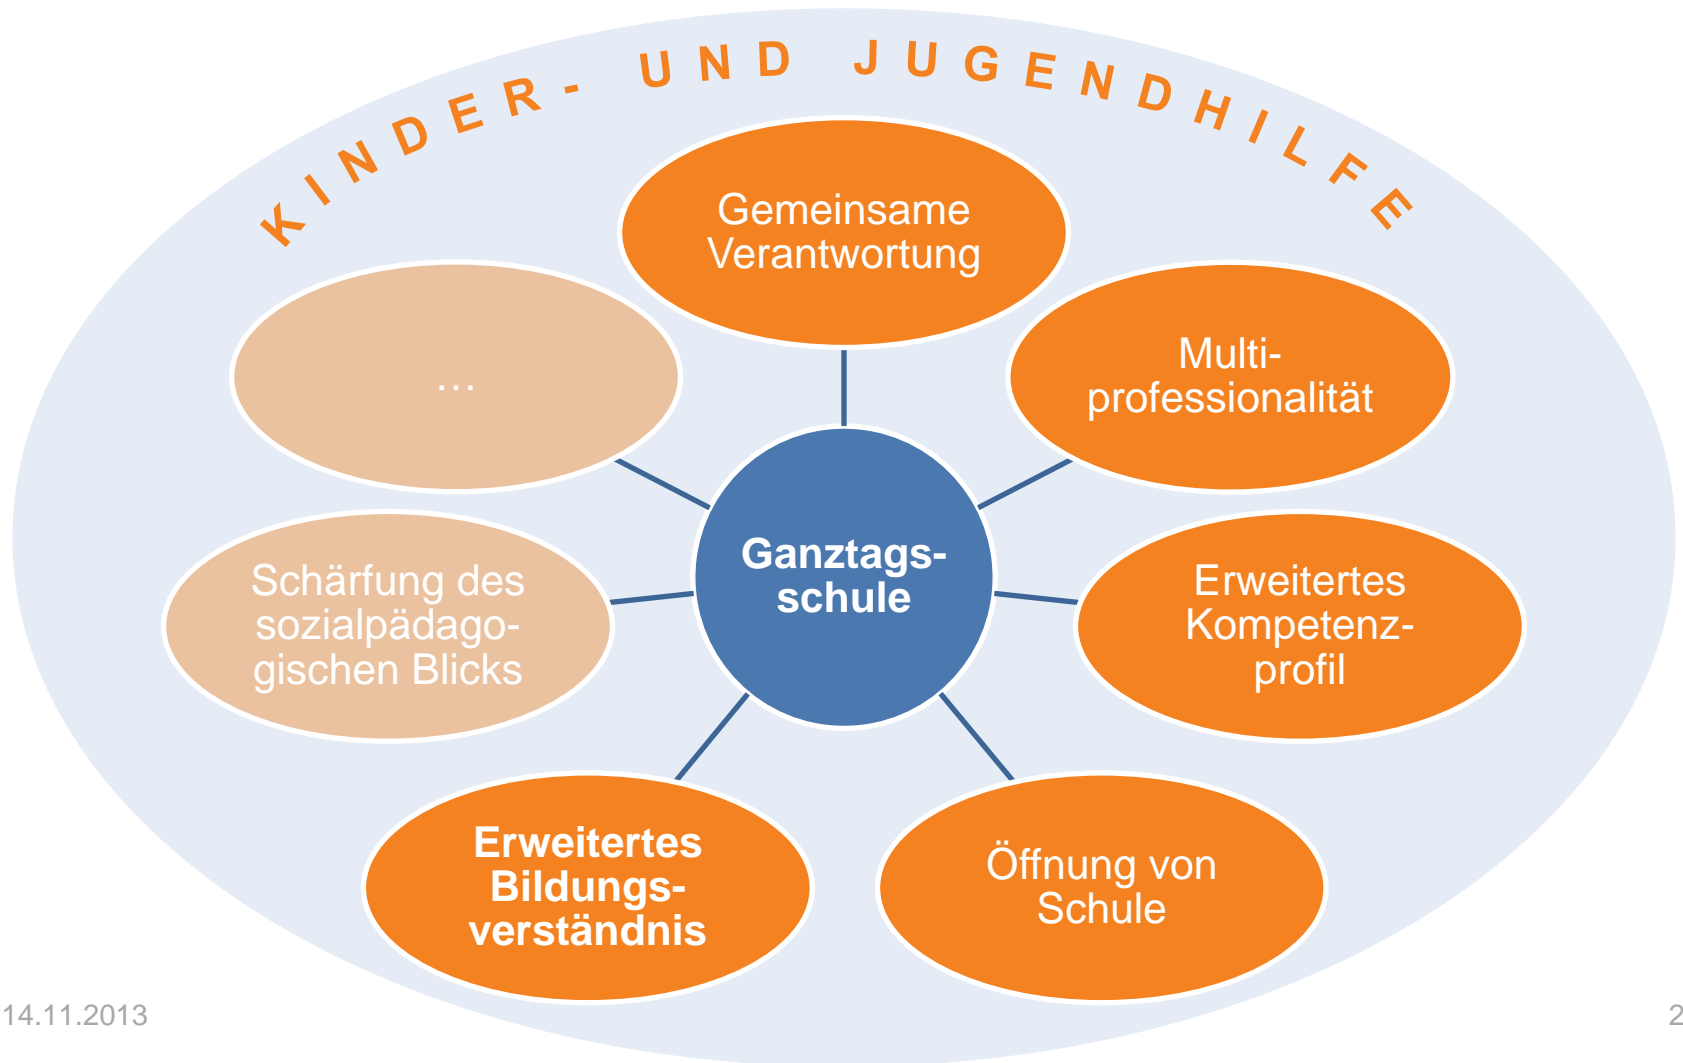 KINDER- UND JUGENDHILFE
Gemeinsame
Verantwortung
Multi-
professionalität
Erweitertes
Kompetenz-
profil
Öffnung von
Schule
Erweitertes
Bildungs-
verständnis
Schärfung des
sozialpädago-
gischen Blicks
…
Ganztags-
schule
14.11.2013
2